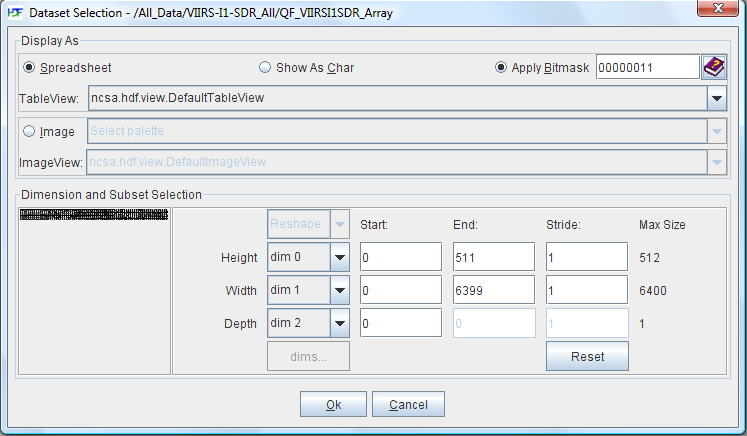 HDF Dataset Selection - /All_Data/VIIRS-I1-SDR_All/QF_VIIRSI1SDR_Array
Display As
Spreadsheet Show As Char Apply Bitmask 00000011
TableView: ncsa.hdf.view.DefaultTableView
Image Select palette
ImageView: ncsa.hdf.view.DefaultImageView
Dimension and Subset Selection
Reshape Start: End: Stride: Max Size
Height dim 0 0 511 1 512
Width dim 1 0 6399 1 6400
Depth dim 2 0 0 1 1
dims... Reset
Ok Cancel